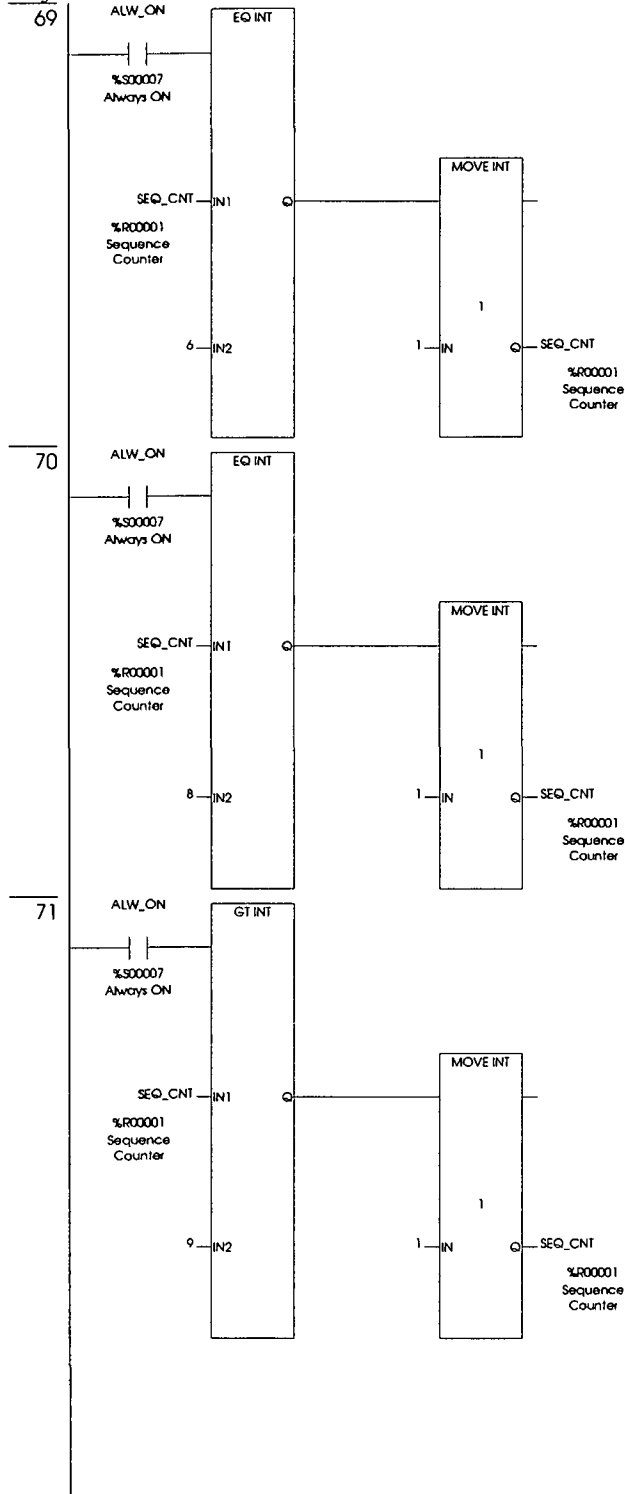 69
ALW_ON
EQ INT
%S00007
Always ON
MOVE INT
SEQ_CNT
IN1
Q
%R00001
Sequence
Counter
1
6
IN2
1
IN
Q
SEQ_CNT
%R00001
Sequence
Counter
70
ALW_ON
EQ INT
%S00007
Always ON
MOVE INT
SEQ_CNT
IN1
Q
%R00001
Sequence
Counter
1
8
IN2
1
IN
Q
SEQ_CNT
%R00001
Sequence
Counter
71
ALW_ON
GT INT
%S00007
Always ON
MOVE INT
SEQ_CNT
IN1
Q
%R00001
Sequence
Counter
1
9
IN2
1
IN
Q
SEQ_CNT
%R00001
Sequence
Counter